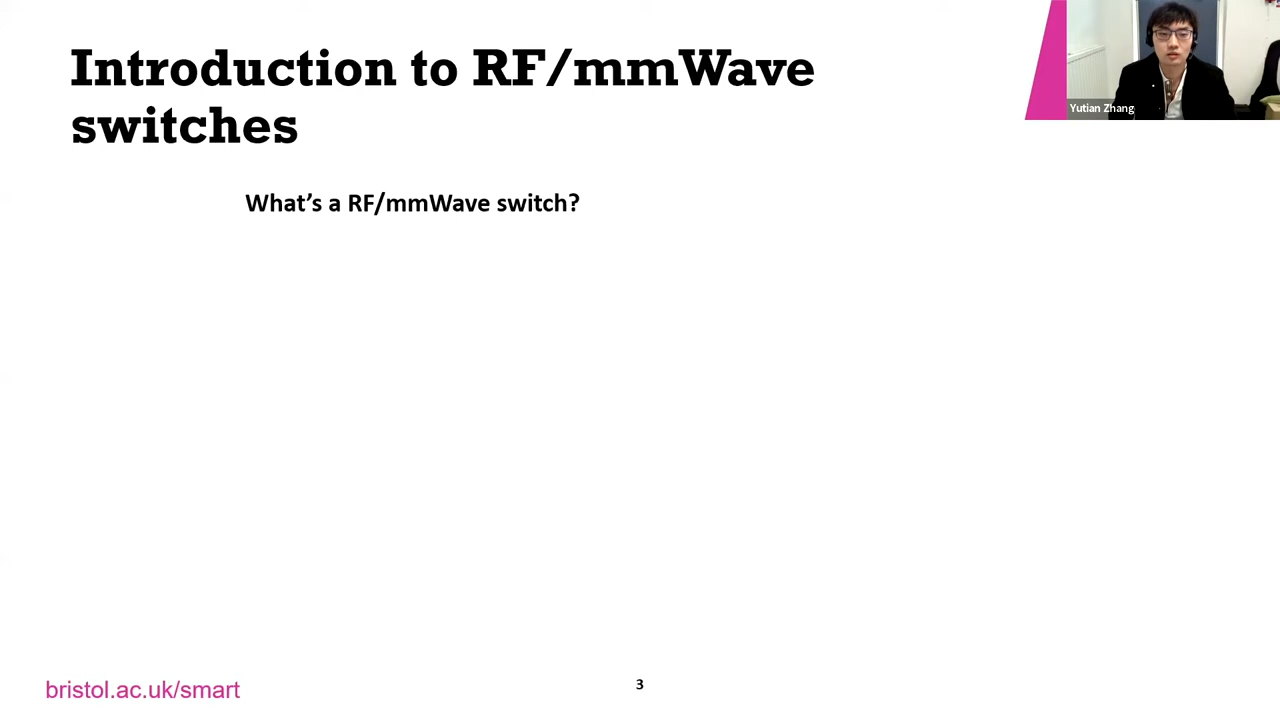 Introduction to RF/mmWave
switches
Yutian Zhang
What's a RF/mmWave switch?
bristol.ac.uk/smart
3